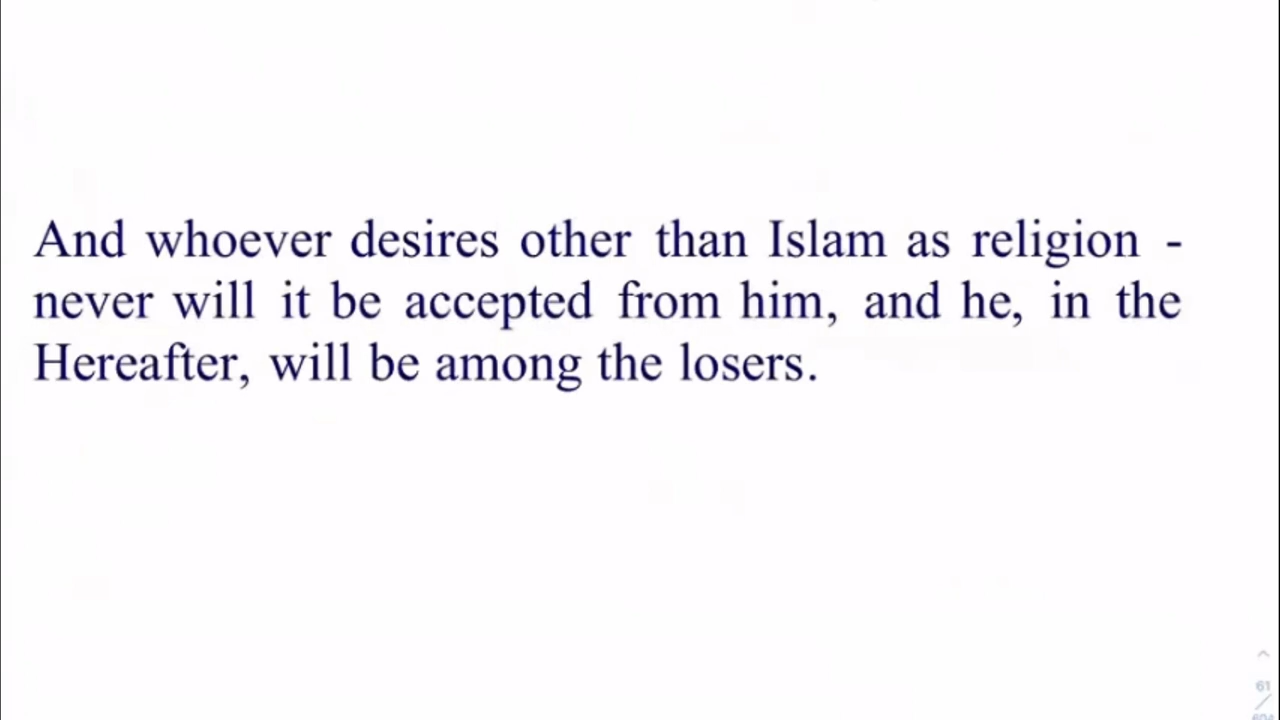 And whoever desires other than Islam as religion -
never will it be accepted from him, and he, in the
Hereafter, will be among the losers.
61